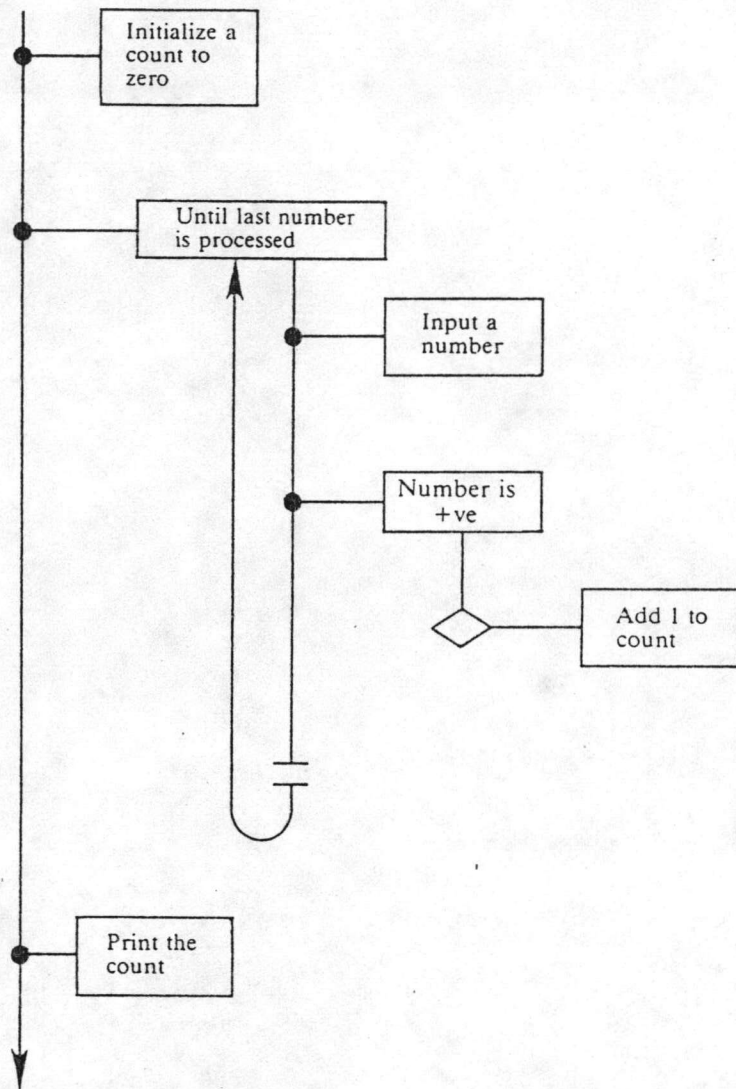 Initialize a
count to
zero
Until last number
is processed
Input a
number
Number is
+ve
Add 1 to
count
Print the
count